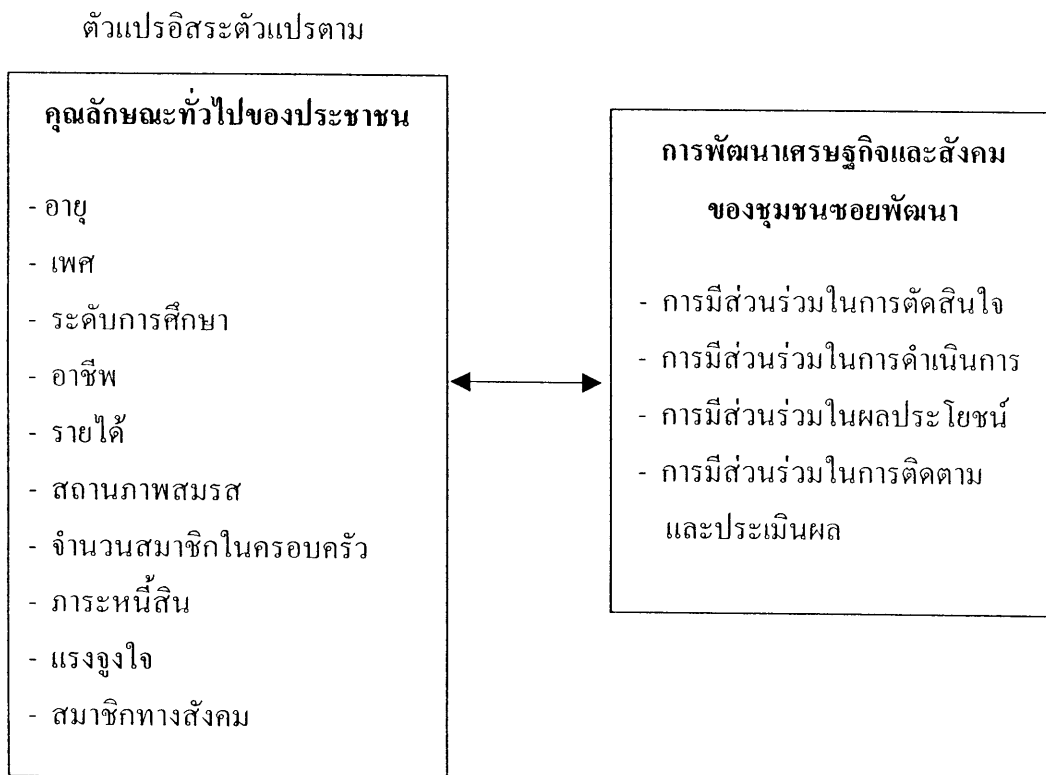 ตัวแปรอิสระตัวแปรตาม
คุณลักษณะทั่วไปของประชาชน
- อายุ
- เพศ
- ระดับการศึกษา
- อาชีพ
- รายได้
- สถานภาพสมรส
- จำนวนสมาชิกในครอบครัว
- ภาระหนี้สิน
- แรงจูงใจ
- สมาชิกทางสังคม
การพัฒนาเศรษฐกิจและสังคม
ของชุมชนซอยพัฒนา
- การมีส่วนร่วมในการตัดสินใจ
- การมีส่วนร่วมในการดำเนินการ
- การมีส่วนร่วมในผลประโยชน์
- การมีส่วนร่วมในการติดตาม
และประเมินผล